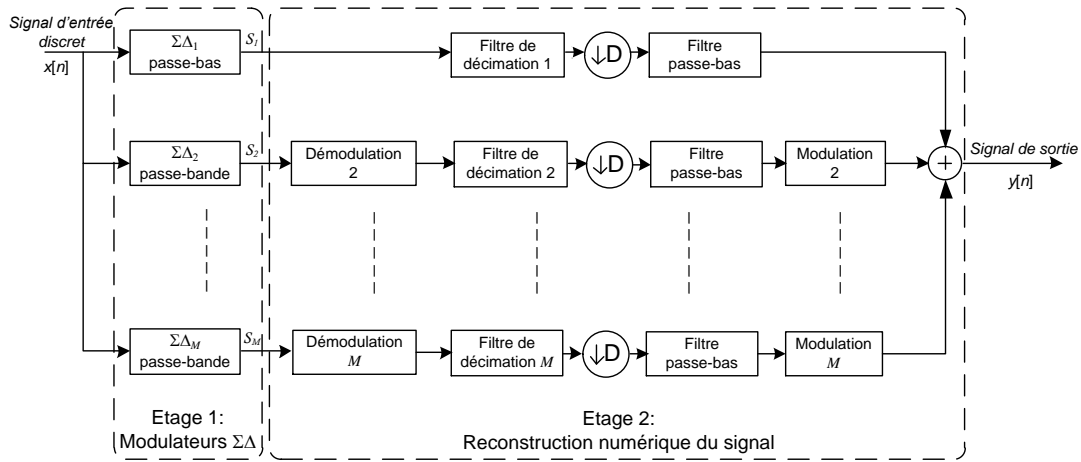 Signal d'entrée
discret
x[n]
ΣΔ1
passe-bas
S1
Filtre de
décimation 1
↓D
Filtre
passe-bas
ΣΔ2
passe-bande
S2
Démodulation
2
Filtre de
décimation 2
↓D
Filtre
passe-bas
Modulation
2
+
Signal de sortie
y[n]
ΣΔM
passe-bande
SM
Démodulation
M
Filtre de
décimation M
↓D
Filtre
passe-bas
Modulation
M
Etage 1:
Modulateurs ΣΔ
Etage 2:
Reconstruction numérique du signal